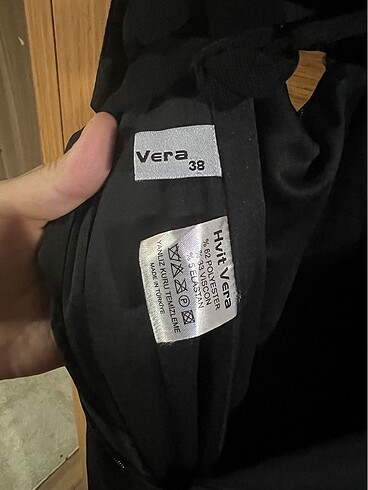 Vera
38
Hvit Vera
% 62 POLYESTER
% 33 VISCON
% 5 ELASTAN
P
YANLIZ KURU TEMİZLEME
MADE IN TÜRKİYE